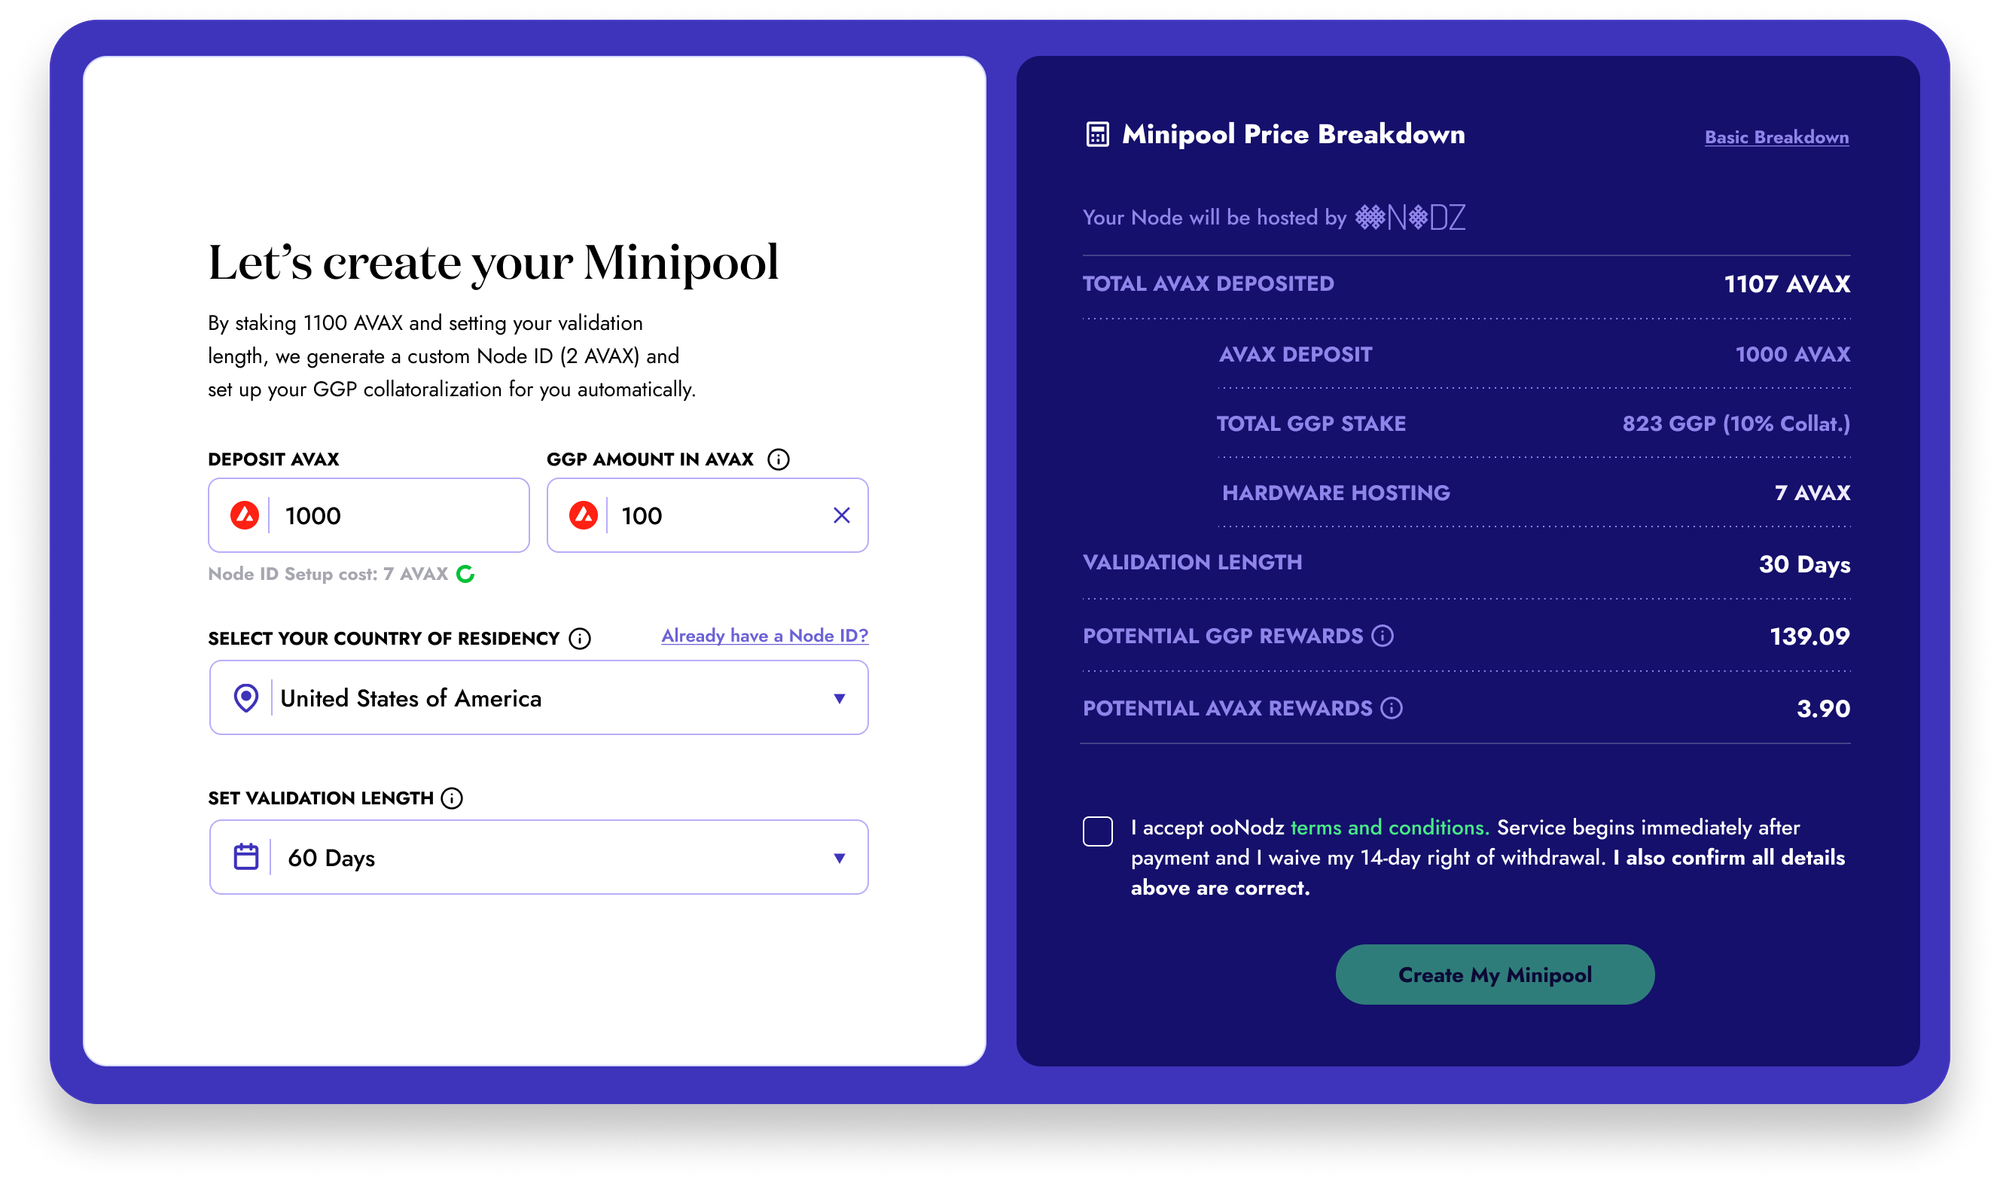 Let’s create your Minipool
By staking 1100 AVAX and setting your validation
length, we generate a custom Node ID (2 AVAX) and
set up your GGP collatoralization for you automatically.
DEPOSIT AVAX
GGP AMOUNT IN AVAX
1000
100
Node ID Setup cost: 7 AVAX
SELECT YOUR COUNTRY OF RESIDENCY
Already have a Node ID?
United States of America
SET VALIDATION LENGTH
60 Days
Minipool Price Breakdown
Basic Breakdown
Your Node will be hosted by ooNoDZ
TOTAL AVAX DEPOSITED
1107 AVAX
AVAX DEPOSIT
1000 AVAX
TOTAL GGP STAKE
823 GGP (10% Collat.)
HARDWARE HOSTING
7 AVAX
VALIDATION LENGTH
30 Days
POTENTIAL GGP REWARDS
139.09
POTENTIAL AVAX REWARDS
3.90
I accept ooNodz terms and conditions. Service begins immediately after
payment and I waive my 14-day right of withdrawal. I also confirm all details
above are correct.
Create My Minipool